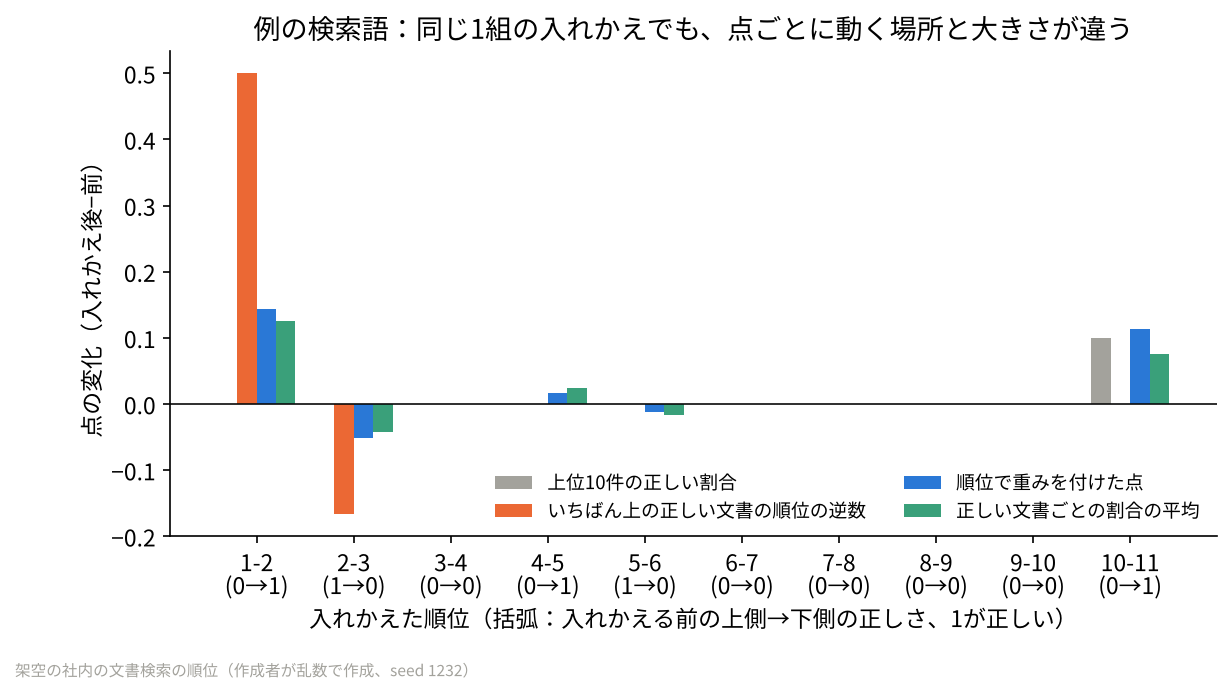 例の検索語：同じ1組の入れかえでも、点ごとに動く場所と大きさが違う
点の変化（入れかえ後−前）
0.5
0.4
0.3
0.2
0.1
0.0
−0.1
−0.2
上位10件の正しい割合
いちばん上の正しい文書の順位の逆数
順位で重みを付けた点
正しい文書ごとの割合の平均
1-2 2-3 3-4 4-5 5-6 6-7 7-8 8-9 9-10 10-11
(0→1) (1→0) (0→0) (0→1) (1→0) (0→0) (0→0) (0→0) (0→0) (0→1)
入れかえた順位（括弧：入れかえる前の上側→下側の正しさ、1が正しい）
架空の社内の文書検索の順位（作成者が乱数で作成、seed 1232）